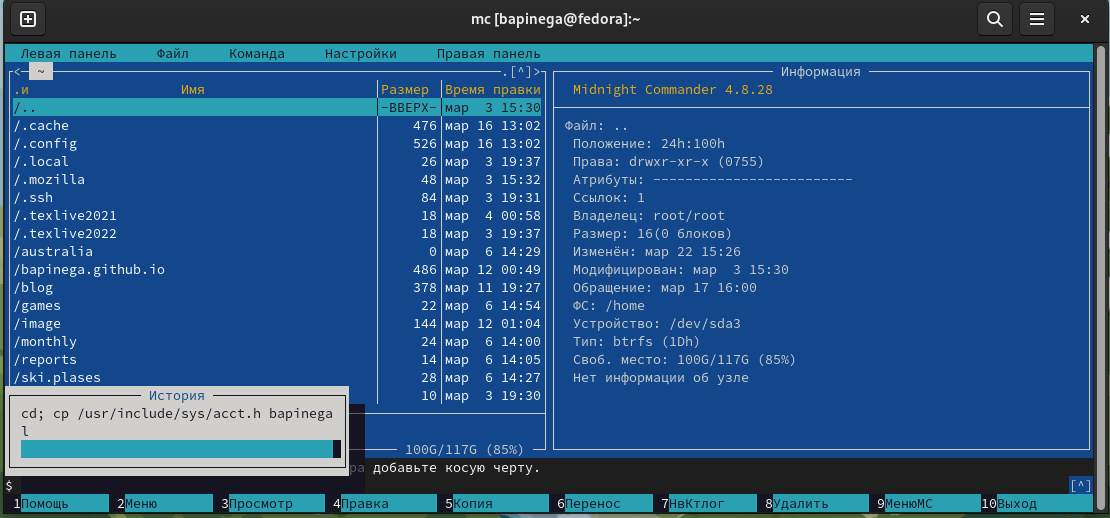 mc [bapinega@fedora]:~
Левая панель Файл Команда Настройки Правая панель
<─ ~ .[^]> Информация
.и Имя Размер Время правки Midnight Commander 4.8.28
/.. -ВВЕРХ- мар 3 15:30
/.cache 476 мар 16 13:02 Файл: ..
/.config 526 мар 16 13:02 Положение: 24h:100h
/.local 26 мар 3 19:37 Права: drwxr-xr-x (0755)
/.mozilla 48 мар 3 15:32 Атрибуты: -------------------------
/.ssh 84 мар 3 19:31 Ссылок: 1
/.texlive2021 18 мар 4 00:58 Владелец: root/root
/.texlive2022 18 мар 3 19:37 Размер: 16(0 блоков)
/australia 0 мар 6 14:29 Изменён: мар 22 15:26
/bapinega.github.io 486 мар 12 00:49 Модифицирован: мар 3 15:30
/blog 378 мар 11 19:27 Обращение: мар 17 16:00
/games 22 мар 6 14:54 ФС: /home
/image 144 мар 12 01:04 Устройство: /dev/sda3
/monthly 24 мар 6 14:00 Тип: btrfs (1Dh)
/reports 14 мар 6 14:05 Своб. место: 100G/117G (85%)
/ski.plases 28 мар 6 14:27 Нет информации об узле
10 мар 3 19:30
История
cd; cp /usr/include/sys/acct.h bapinega
l
100G/117G (85%)
ра добавьте косую черту.
$ [^]
1Помощь 2Меню 3Просмотр 4Правка 5Копия 6Перенос 7НвКтлог 8Удалить 9МенюМС 10Выход